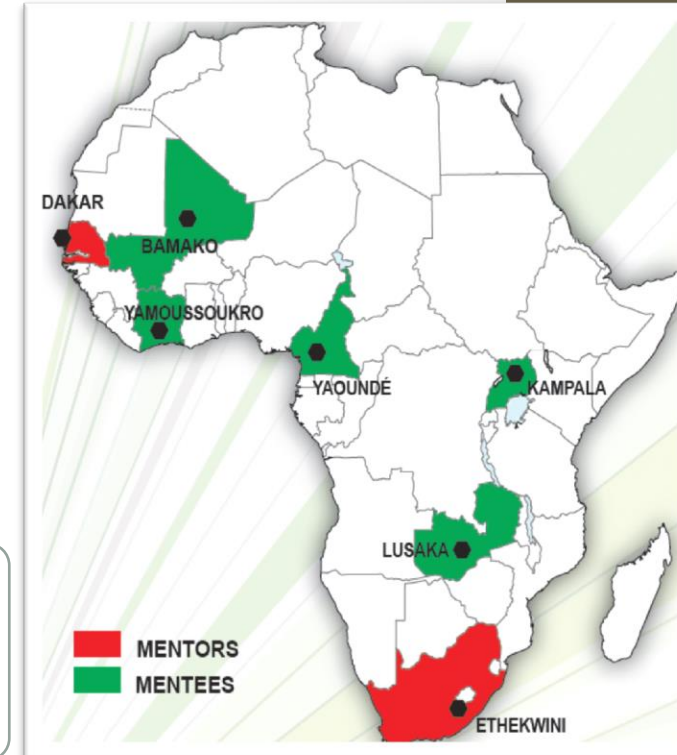 DAKAR
BAMAKO
YAMOUSSOUKRO
YAOUNDÉ
KAMPALA
LUSAKA
MENTORS
MENTEES
ETHEKWINI